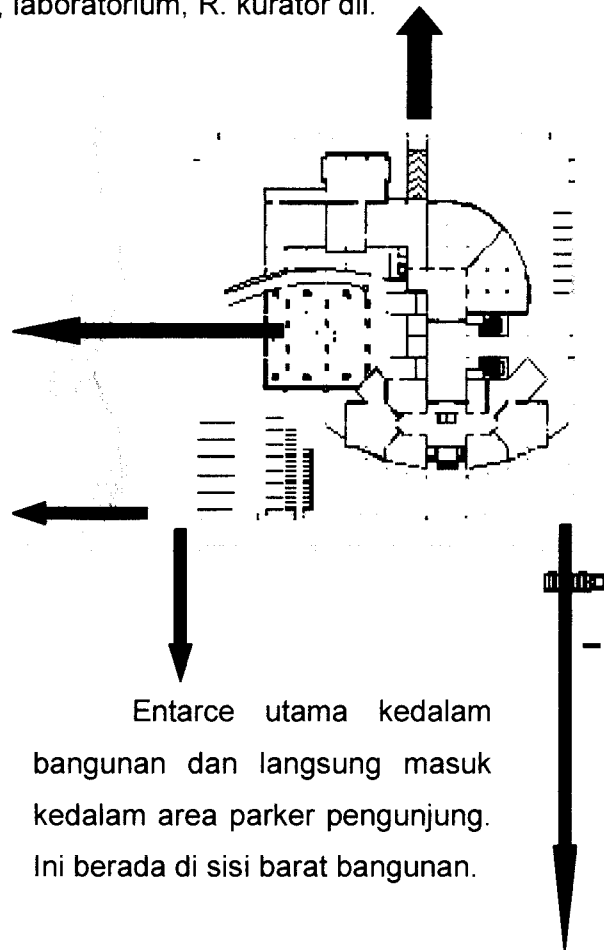 , laboratorium, R. kurator dll.
Entarce utama kedalam
bangunan dan langsung masuk
kedalam area parker pengunjung.
Ini berada di sisi barat bangunan.